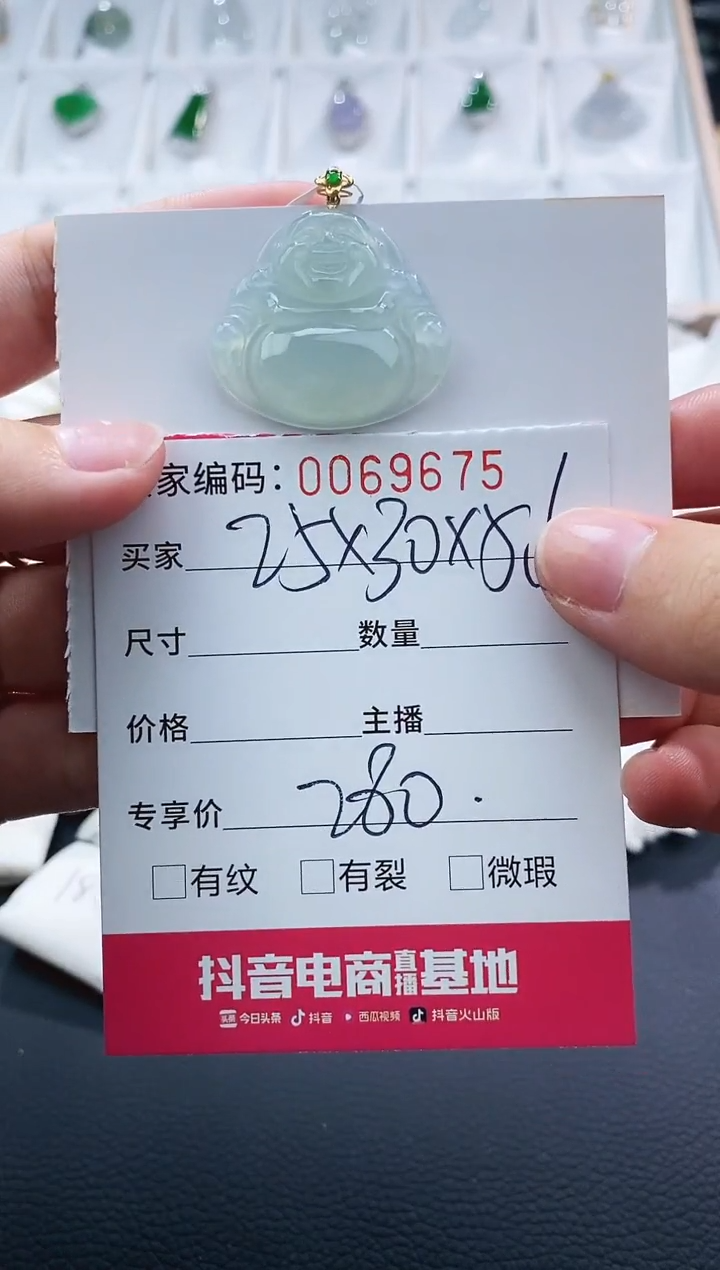 家编码：0069675
买家 25x30x8
尺寸 数量
价格 主播
专享价 280.
有纹 有裂 微瑕
抖音电商直播基地
头条 今日头条 抖音 西瓜视频 抖音火山版